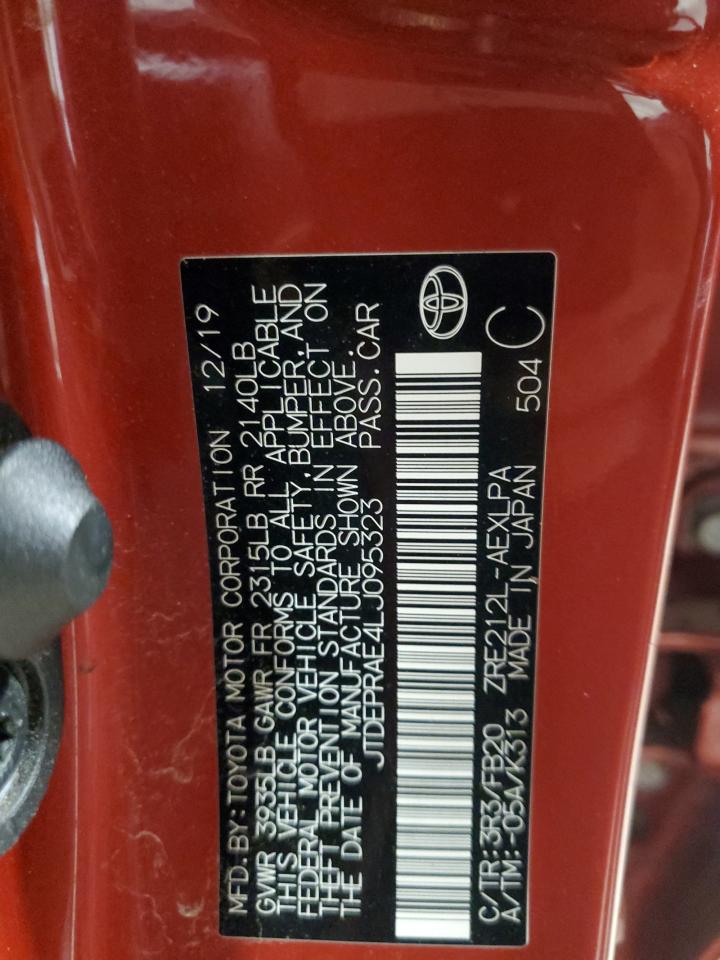 MFD. BY: TOYOTA MOTOR CORPORATION 12/19
GVWR 3935LB GAWR FR 2315LB RR 2140LB
THIS VEHICLE CONFORMS TO ALL APPLICABLE
FEDERAL MOTOR VEHICLE SAFETY, BUMPER, AND
THEFT PREVENTION STANDARDS IN EFFECT ON
THE DATE OF MANUFACTURE SHOWN ABOVE.
JTDEPRAE4LJ095323 PASS. CAR
C/TR: 3R3/FB20 ZRE212L-AEXLPA 504
A/TM: -05A/K313 MADE IN JAPAN C